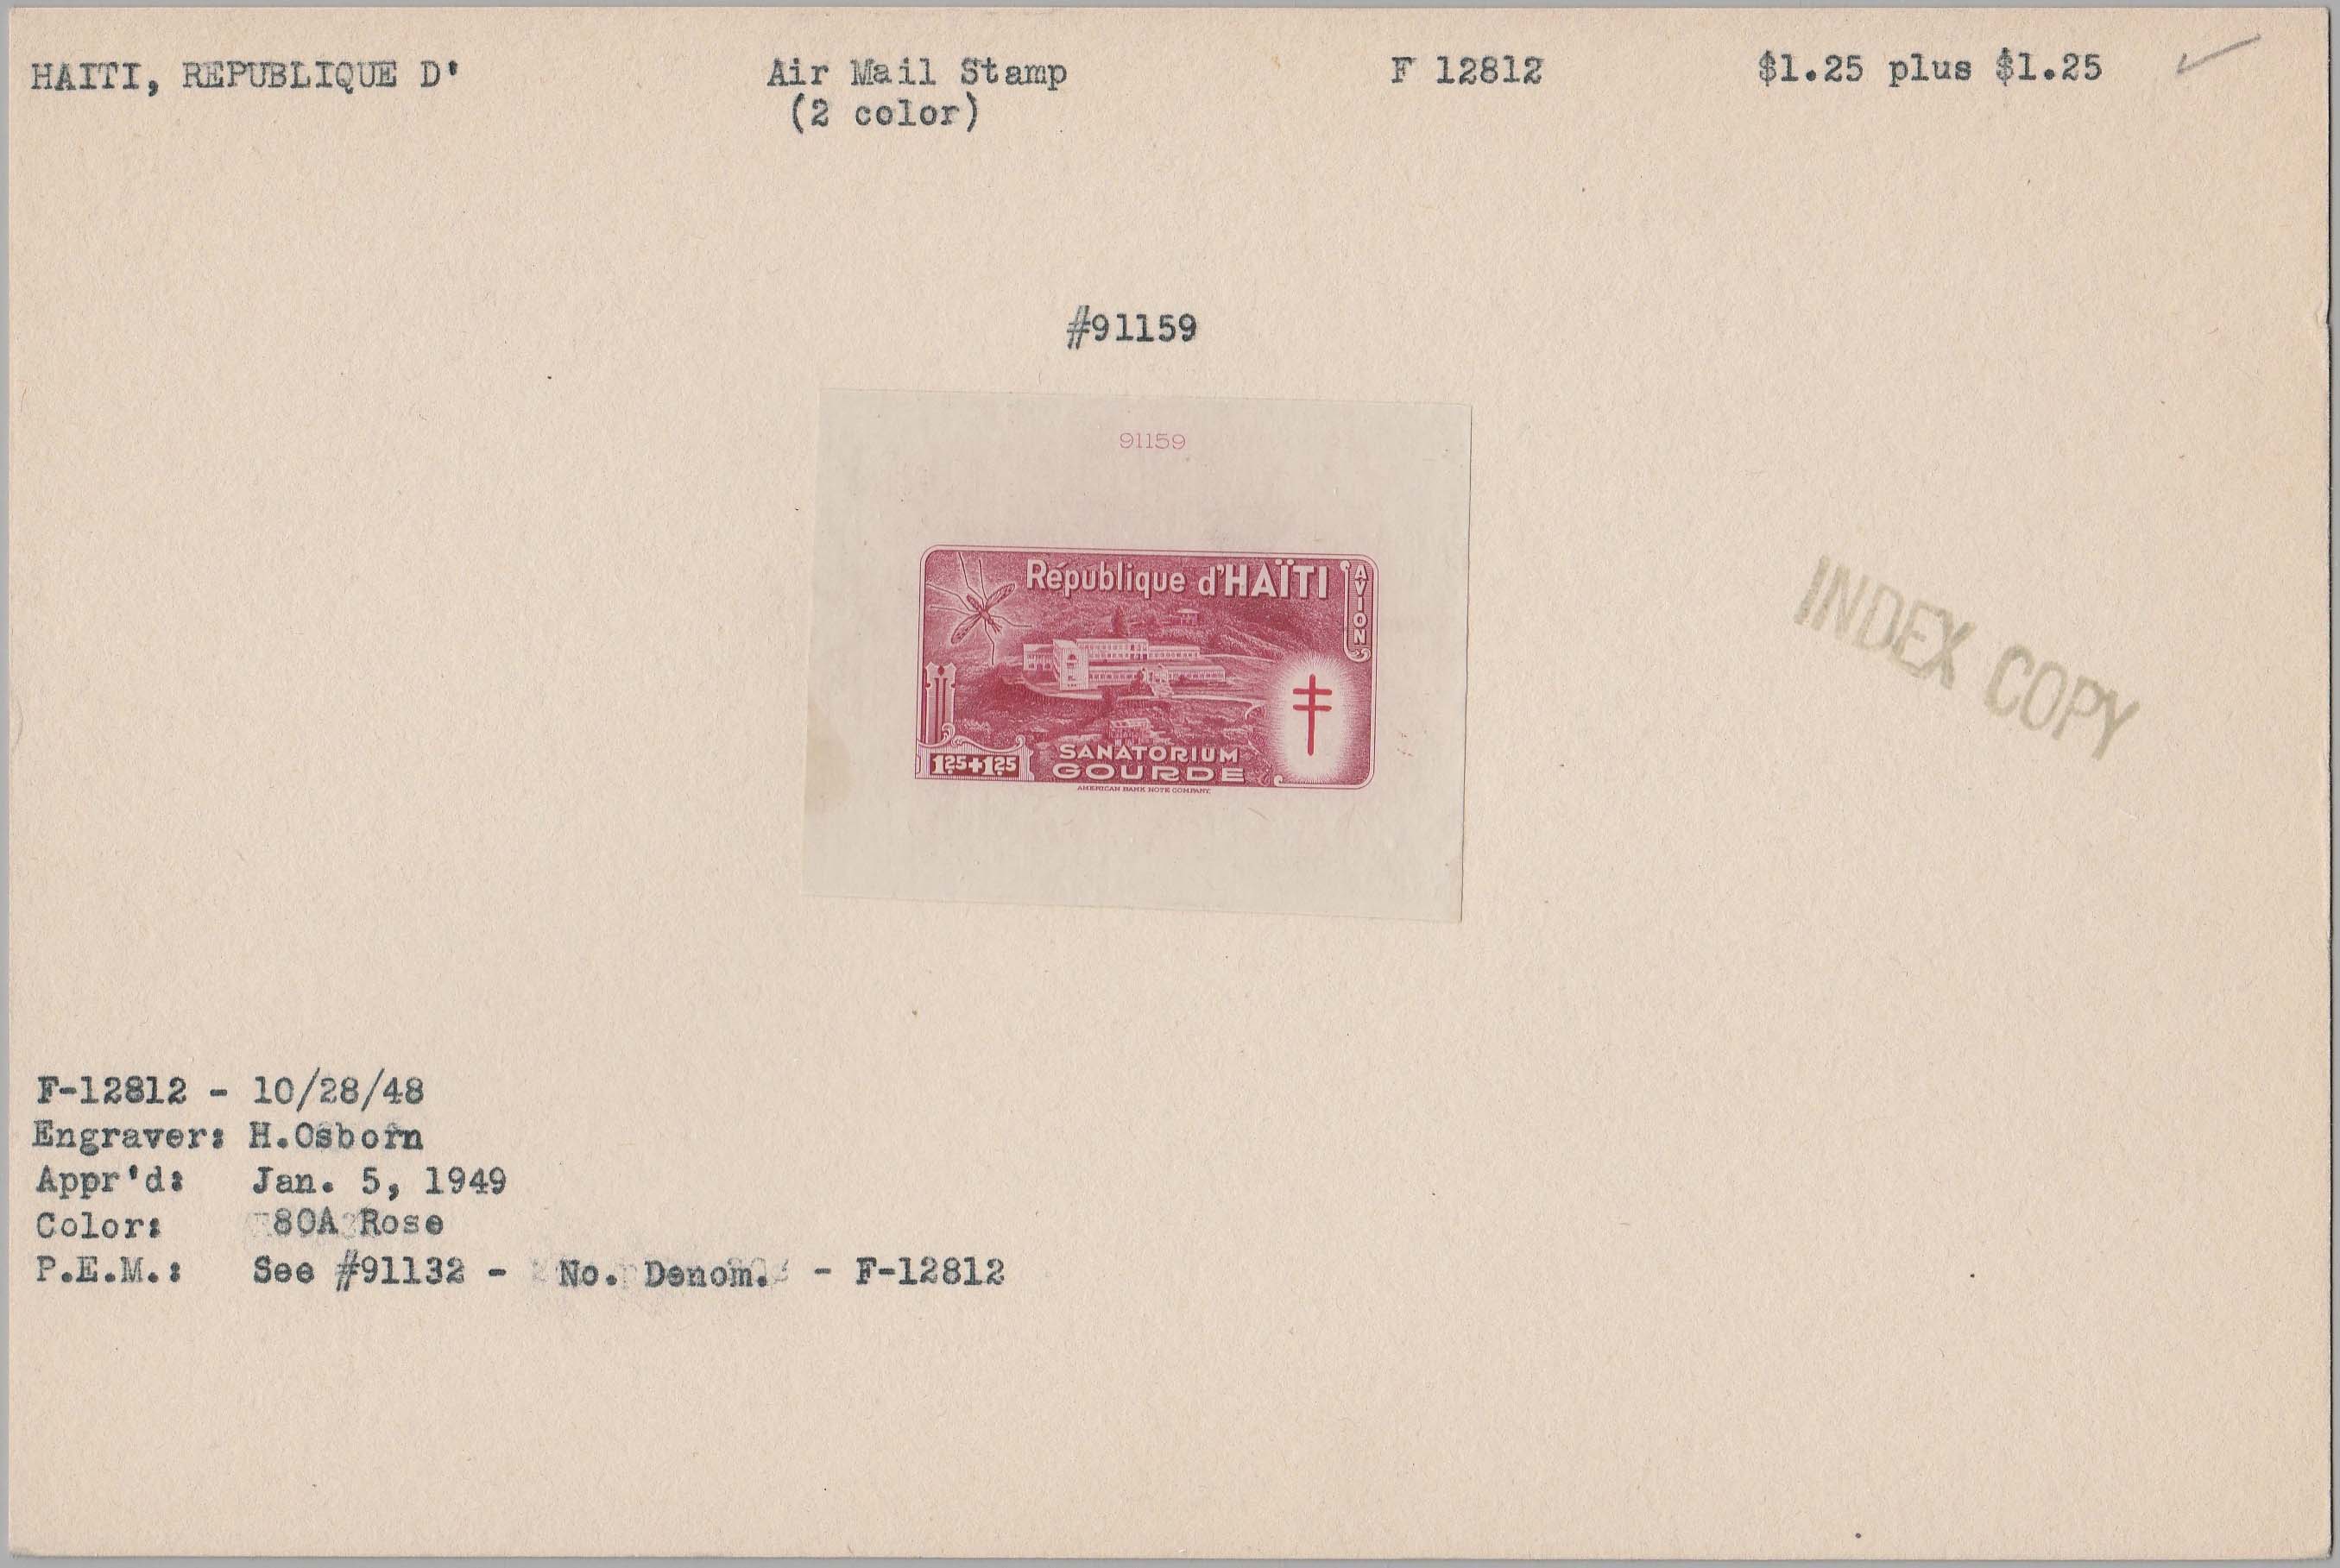 HAITI, REPUBLIQUE D'
Air Mail Stamp
(2 color)
F 12812
$1.25 plus $1.25
#91159
91159
République d'HAÏTI
AVION
SANATORIUM
1.25+1.25
GOURDE
AMERICAN BANK NOTE COMPANY.
INDEX COPY
F-12812 - 10/28/48
Engraver: H.Osborn
Appr'd: Jan. 5, 1949
Color: 80A Rose
P.E.M.: See #91132 - No. Denom. - F-12812